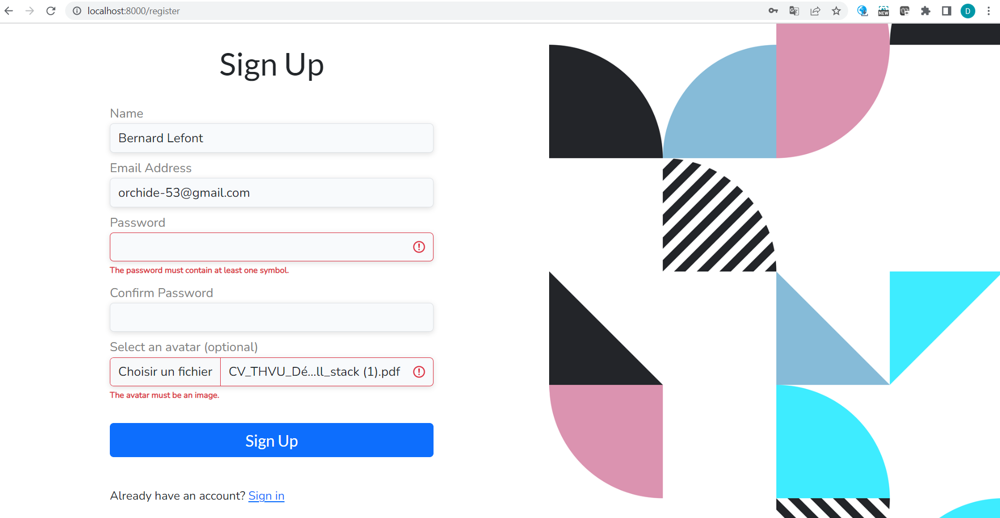 localhost:8000/register
NEW
D
Sign Up
Name
Bernard Lefont
Email Address
orchide-53@gmail.com
Password
The password must contain at least one symbol.
Confirm Password
Select an avatar (optional)
Choisir un fichier CV_THVU_Dé...ll_stack (1).pdf
The avatar must be an image.
Sign Up
Already have an account? Sign in